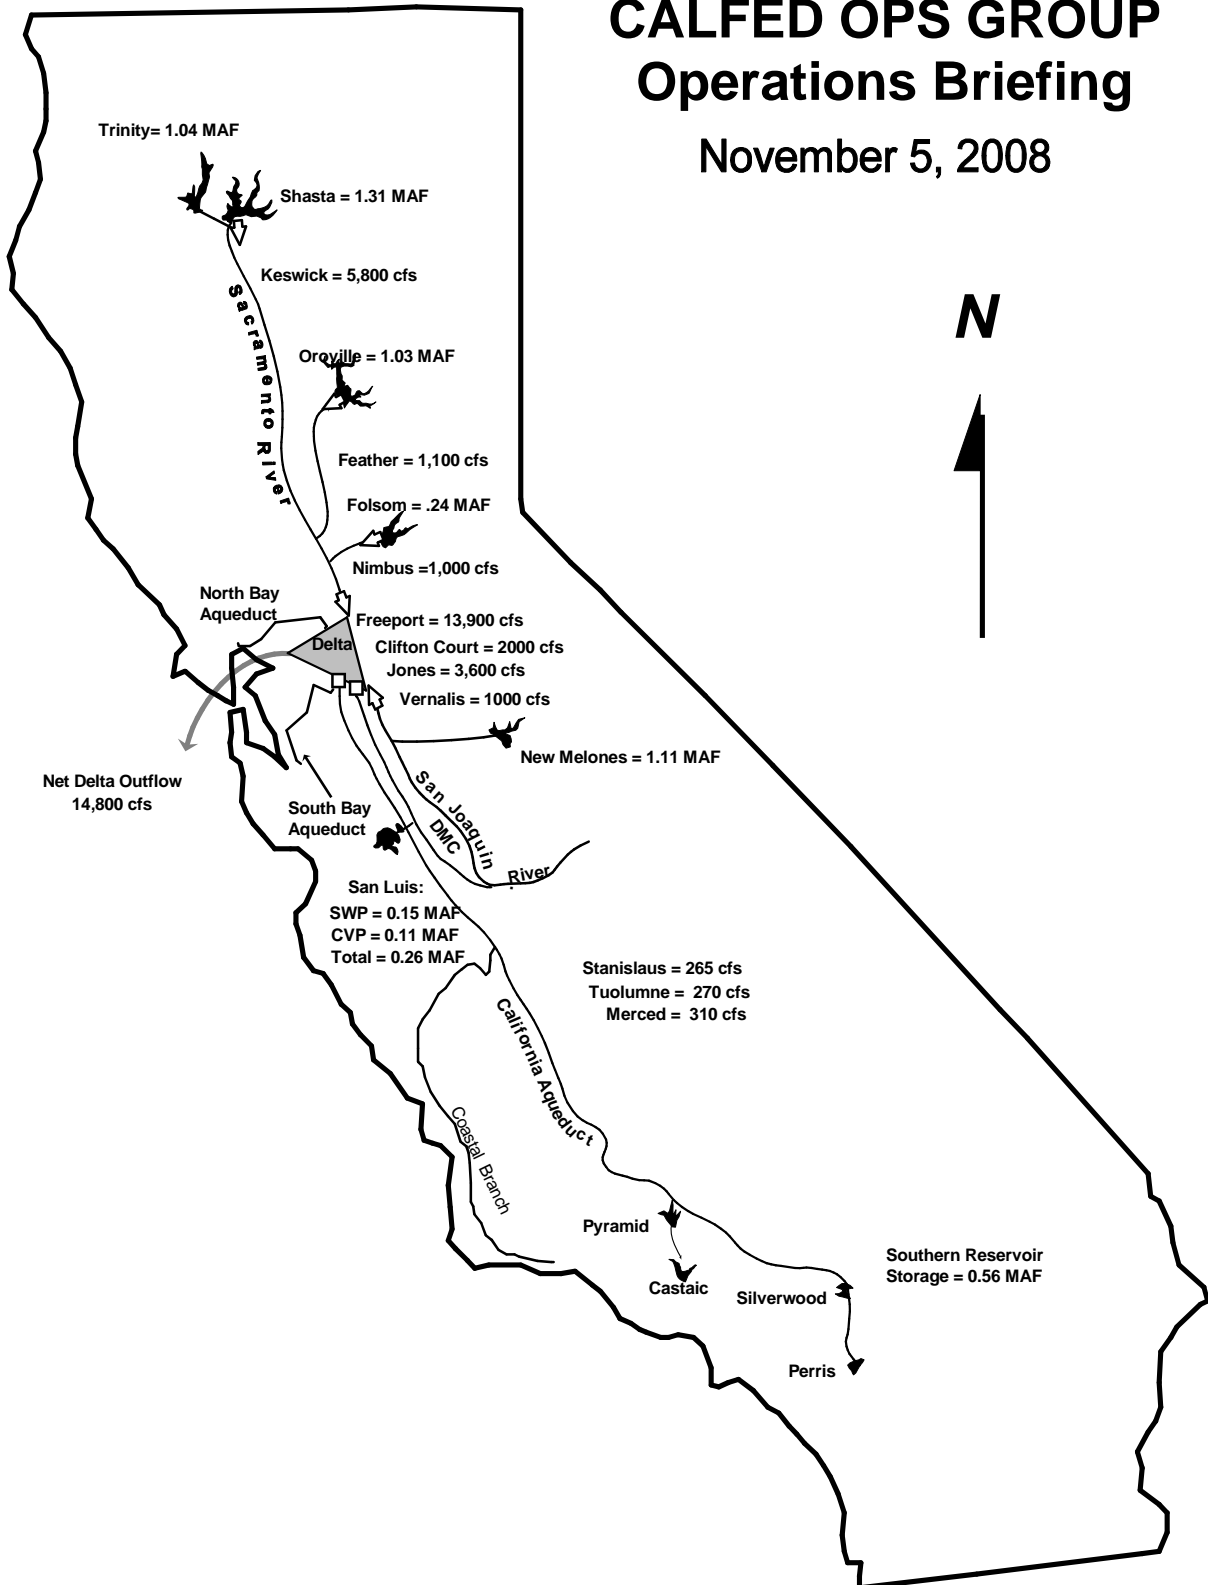 CALFED OPS GROUP
Operations Briefing
November 5, 2008
Trinity= 1.04 MAF
Shasta = 1.31 MAF
Keswick = 5,800 cfs
Sacramento River
N
Oroville = 1.03 MAF
Feather = 1,100 cfs
Folsom = .24 MAF
Nimbus =1,000 cfs
North Bay
Aqueduct
Freeport = 13,900 cfs
Delta
Clifton Court = 2000 cfs
Jones = 3,600 cfs
Vernalis = 1000 cfs
New Melones = 1.11 MAF
Net Delta Outflow
14,800 cfs
South Bay
Aqueduct
San Joaquin
River
DMC
San Luis:
SWP = 0.15 MAF
CVP = 0.11 MAF
Total = 0.26 MAF
Stanislaus = 265 cfs
Tuolumne =  270 cfs
Merced =  310 cfs
California Aqueduct
Coastal Branch
Pyramid
Castaic
Silverwood
Southern Reservoir
Storage = 0.56 MAF
Perris